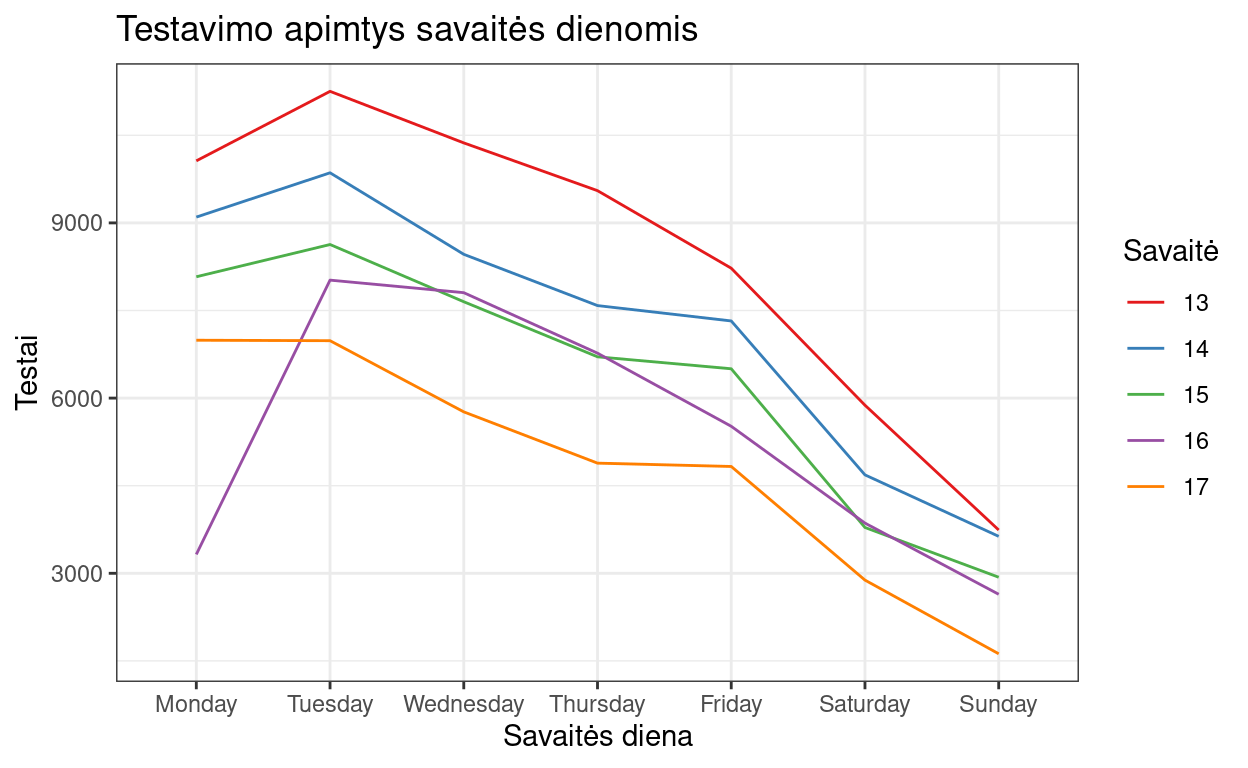 Testavimo apimtys savaitės dienomis
Testai
9000
6000
3000
Monday Tuesday Wednesday Thursday Friday Saturday Sunday
Savaitės diena
Savaitė
13
14
15
16
17